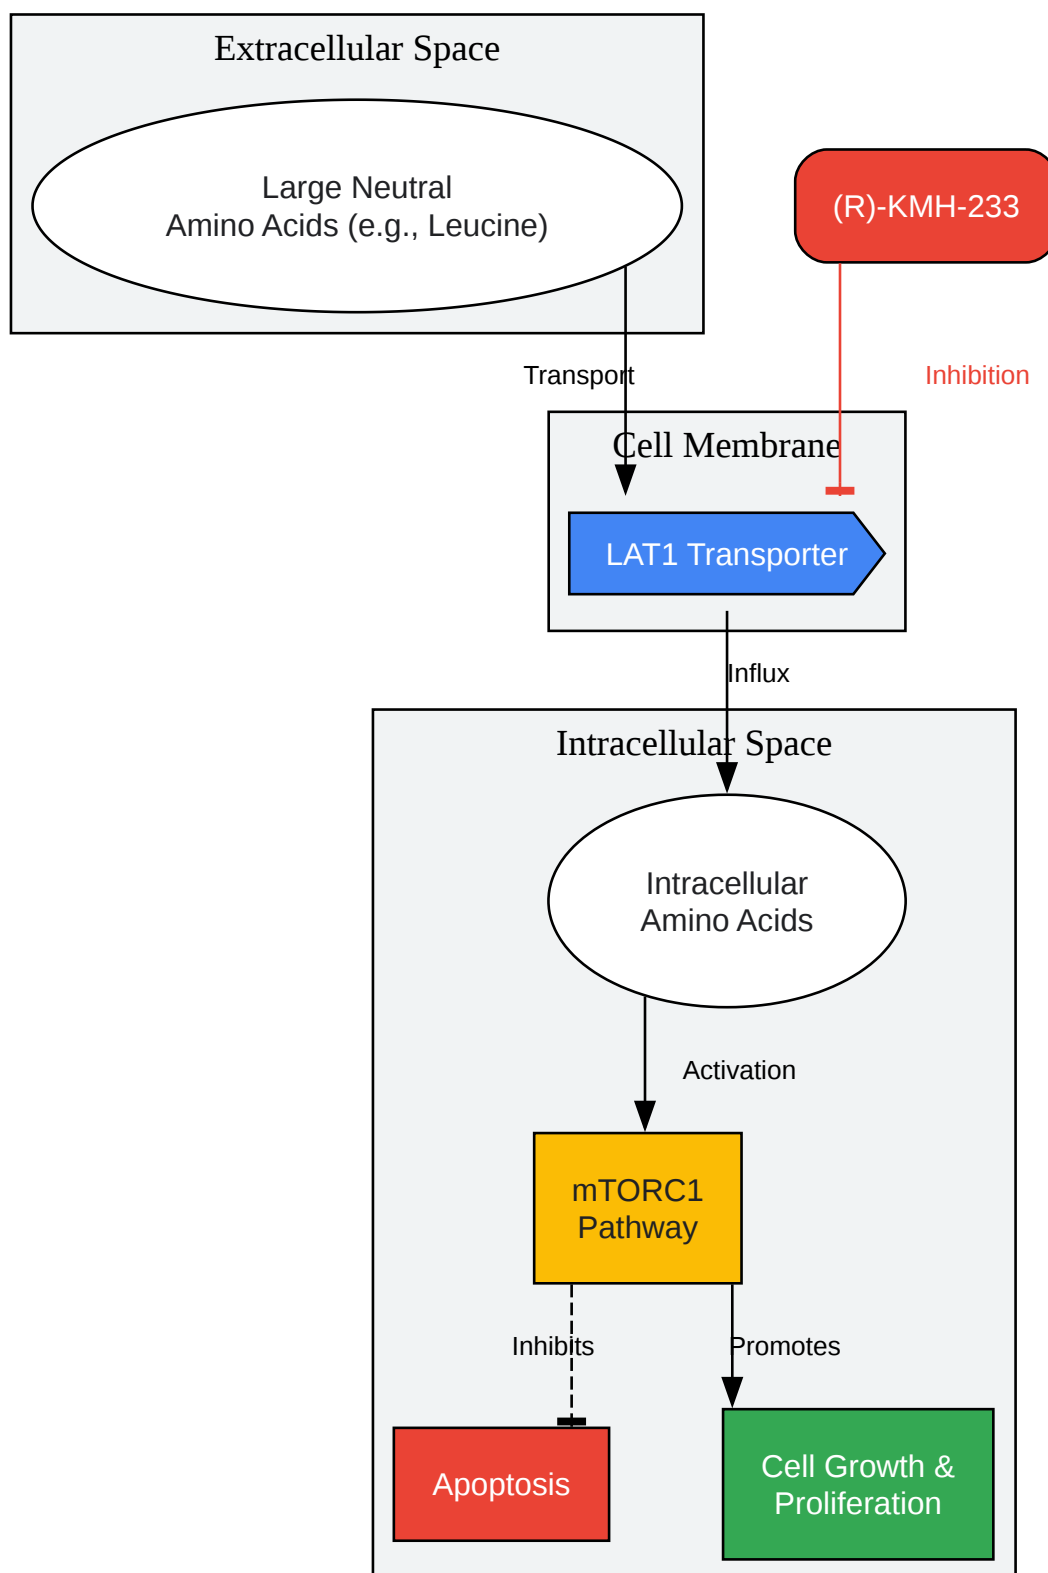 Extracellular Space
Large Neutral
Amino Acids (e.g., Leucine)
(R)-KMH-233
Transport
Inhibition
Cell Membrane
LAT1 Transporter
Influx
Intracellular Space
Intracellular
Amino Acids
Activation
mTORC1
Pathway
Inhibits
Promotes
Apoptosis
Cell Growth &
Proliferation